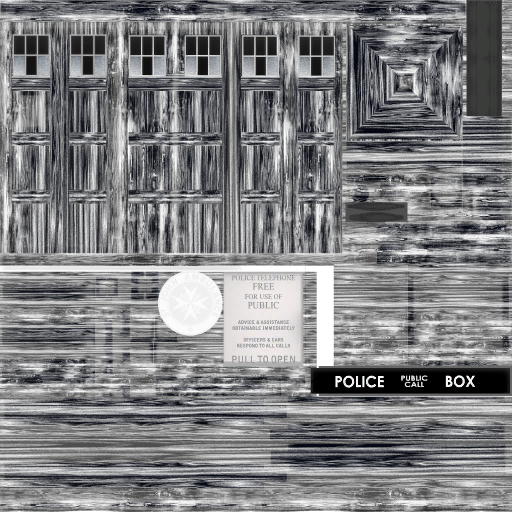 POLICE TELEPHONE
FREE
FOR USE OF
PUBLIC
ADVICE & ASSISTANCE
OBTAINABLE IMMEDIATELY
OFFICERS & CARS
RESPOND TO ALL CALLS
PULL TO OPEN
POLICE PUBLIC CALL BOX